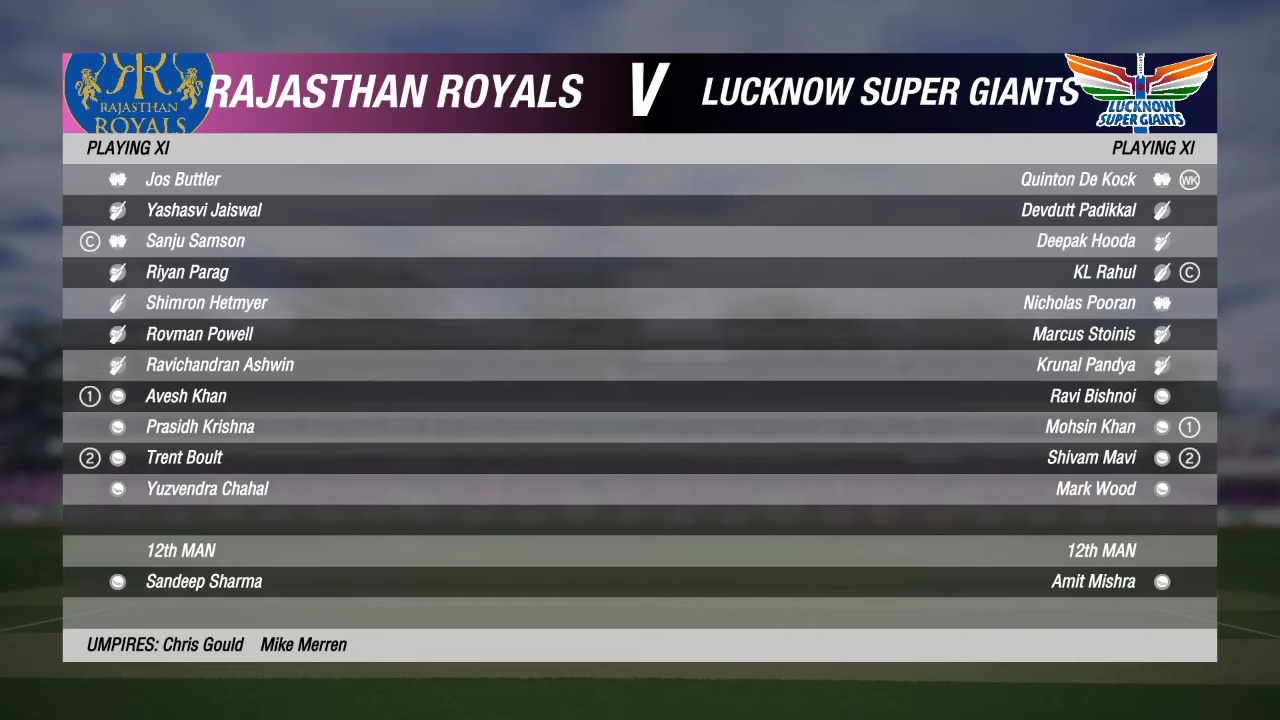 RAJASTHAN ROYALS V LUCKNOW SUPER GIANTS
RR
RAJASTHAN
ROYALS
LUCKNOW
SUPER GIANTS
PLAYING XI PLAYING XI
Jos Buttler Quinton De Kock WK
Yashasvi Jaiswal Devdutt Padikkal
C Sanju Samson Deepak Hooda
Riyan Parag KL Rahul C
Shimron Hetmyer Nicholas Pooran
Rovman Powell Marcus Stoinis
Ravichandran Ashwin Krunal Pandya
1 Avesh Khan Ravi Bishnoi
Prasidh Krishna Mohsin Khan 1
2 Trent Boult Shivam Mavi 2
Yuzvendra Chahal Mark Wood
12th MAN 12th MAN
Sandeep Sharma Amit Mishra
UMPIRES: Chris Gould Mike Merren